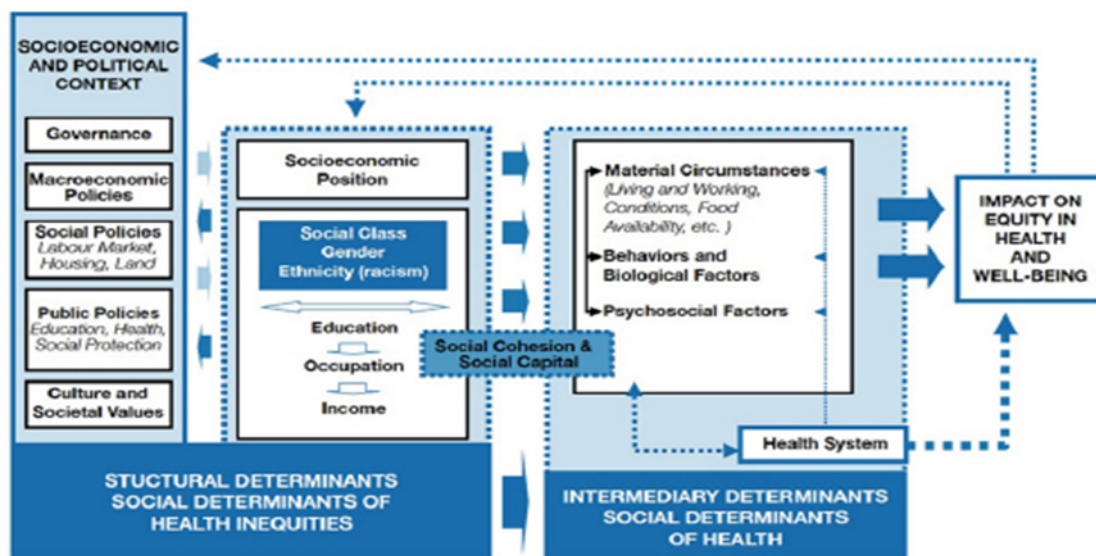 SOCIOECONOMIC
AND POLITICAL
CONTEXT
Governance
Macroeconomic
Policies
Social Policies
Labour Market,
Housing, Land
Public Policies
Education, Health,
Social Protection
Culture and
Societal Values
Socioeconomic
Position
Social Class
Gender
Ethnicity (racism)
Education
Occupation
Income
Social Cohesion &
Social Capital
Material Circumstances
(Living and Working,
Conditions, Food
Availability, etc. )
Behaviors and
Biological Factors
Psychosocial Factors
Health System
IMPACT ON
EQUITY IN
HEALTH
AND
WELL-BEING
STUCTURAL DETERMINANTS
SOCIAL DETERMINANTS OF
HEALTH INEQUITIES
INTERMEDIARY DETERMINANTS
SOCIAL DETERMINANTS
OF HEALTH